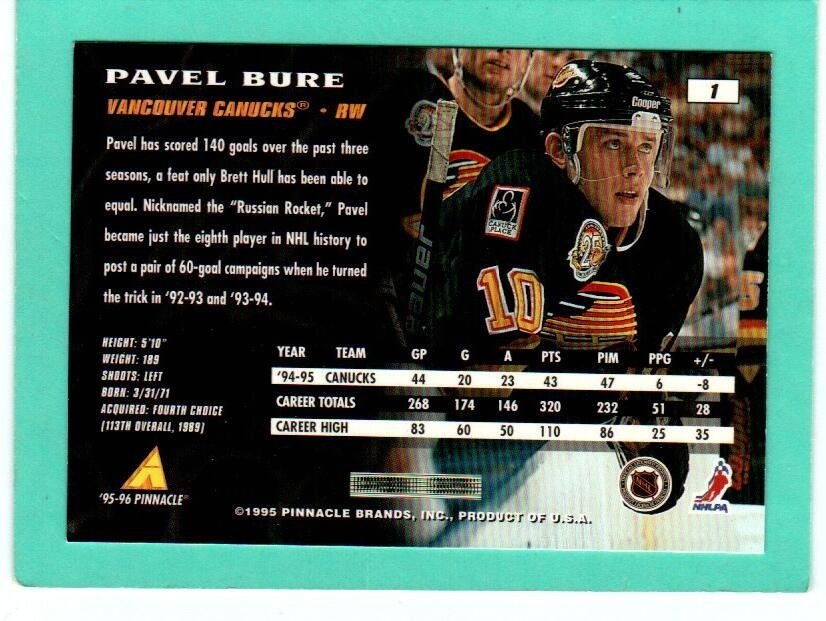 PAVEL BURE
1
VANCOUVER CANUCKS® - RW
Pavel has scored 140 goals over the past three
seasons, a feat only Brett Hull has been able to
equal. Nicknamed the "Russian Rocket," Pavel
became just the eighth player in NHL history to
post a pair of 60-goal campaigns when he turned
the trick in '92-93 and '93-94.
Cooper
CANUCK
PLACE
25
10
HEIGHT: 5'10"
WEIGHT: 189
SHOOTS: LEFT
BORN: 3/31/71
ACQUIRED: FOURTH CHOICE
(113TH OVERALL, 1989)
YEAR TEAM GP G A PTS PIM PPG +/-
'94-95 CANUCKS 44 20 23 43 47 6 -8
CAREER TOTALS 268 174 146 320 232 51 28
CAREER HIGH 83 60 50 110 86 25 35
'95-96 PINNACLE®
©1995 PINNACLE BRANDS, INC., PRODUCT OF U.S.A.
NHL
NHLPA